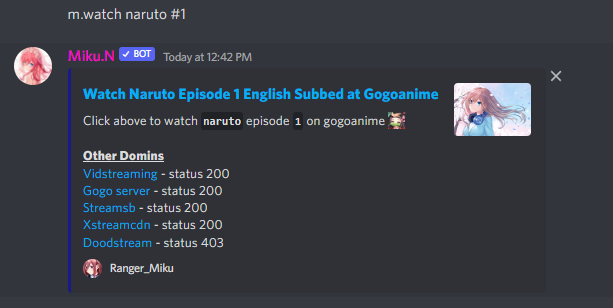 m.watch naruto #1
Miku.N BOT Today at 12:42 PM
Watch Naruto Episode 1 English Subbed at Gogoanime
Click above to watch naruto episode 1 on gogoanime
Other Domins
Vidstreaming - status 200
Gogo server - status 200
Streamsb - status 200
Xstreamcdn - status 200
Doodstream - status 403
Ranger_Miku